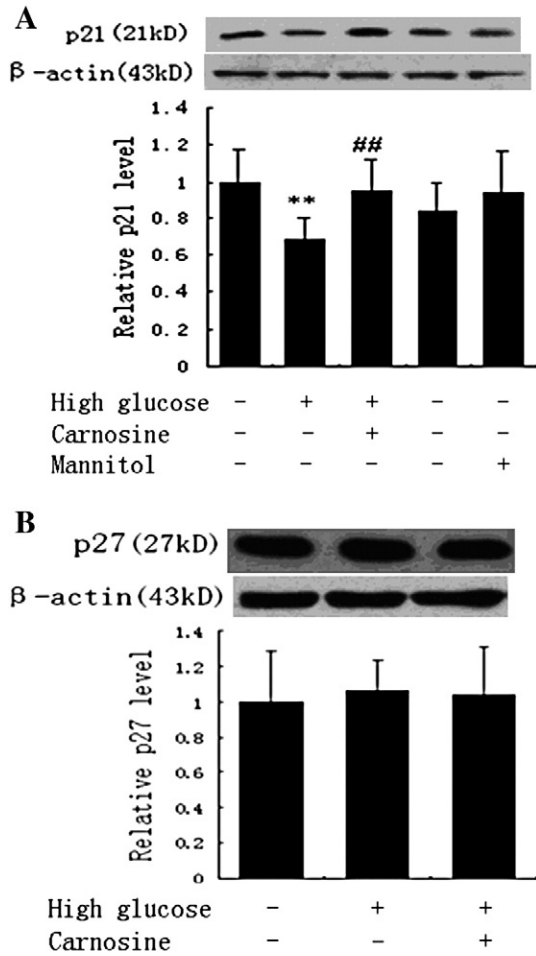 A
p21(21kD)
β-actin(43kD)
Relative p21 level
1.4
1.2
1
0.8
0.6
0.4
0.2
0
**
##
High glucose - + + - -
Carnosine - - + - -
Mannitol - - - - +
B
p27(27kD)
β-actin(43kD)
Relative p27 level
1.4
1.2
1
0.8
0.6
0.4
0.2
0
High glucose - + +
Carnosine - - +